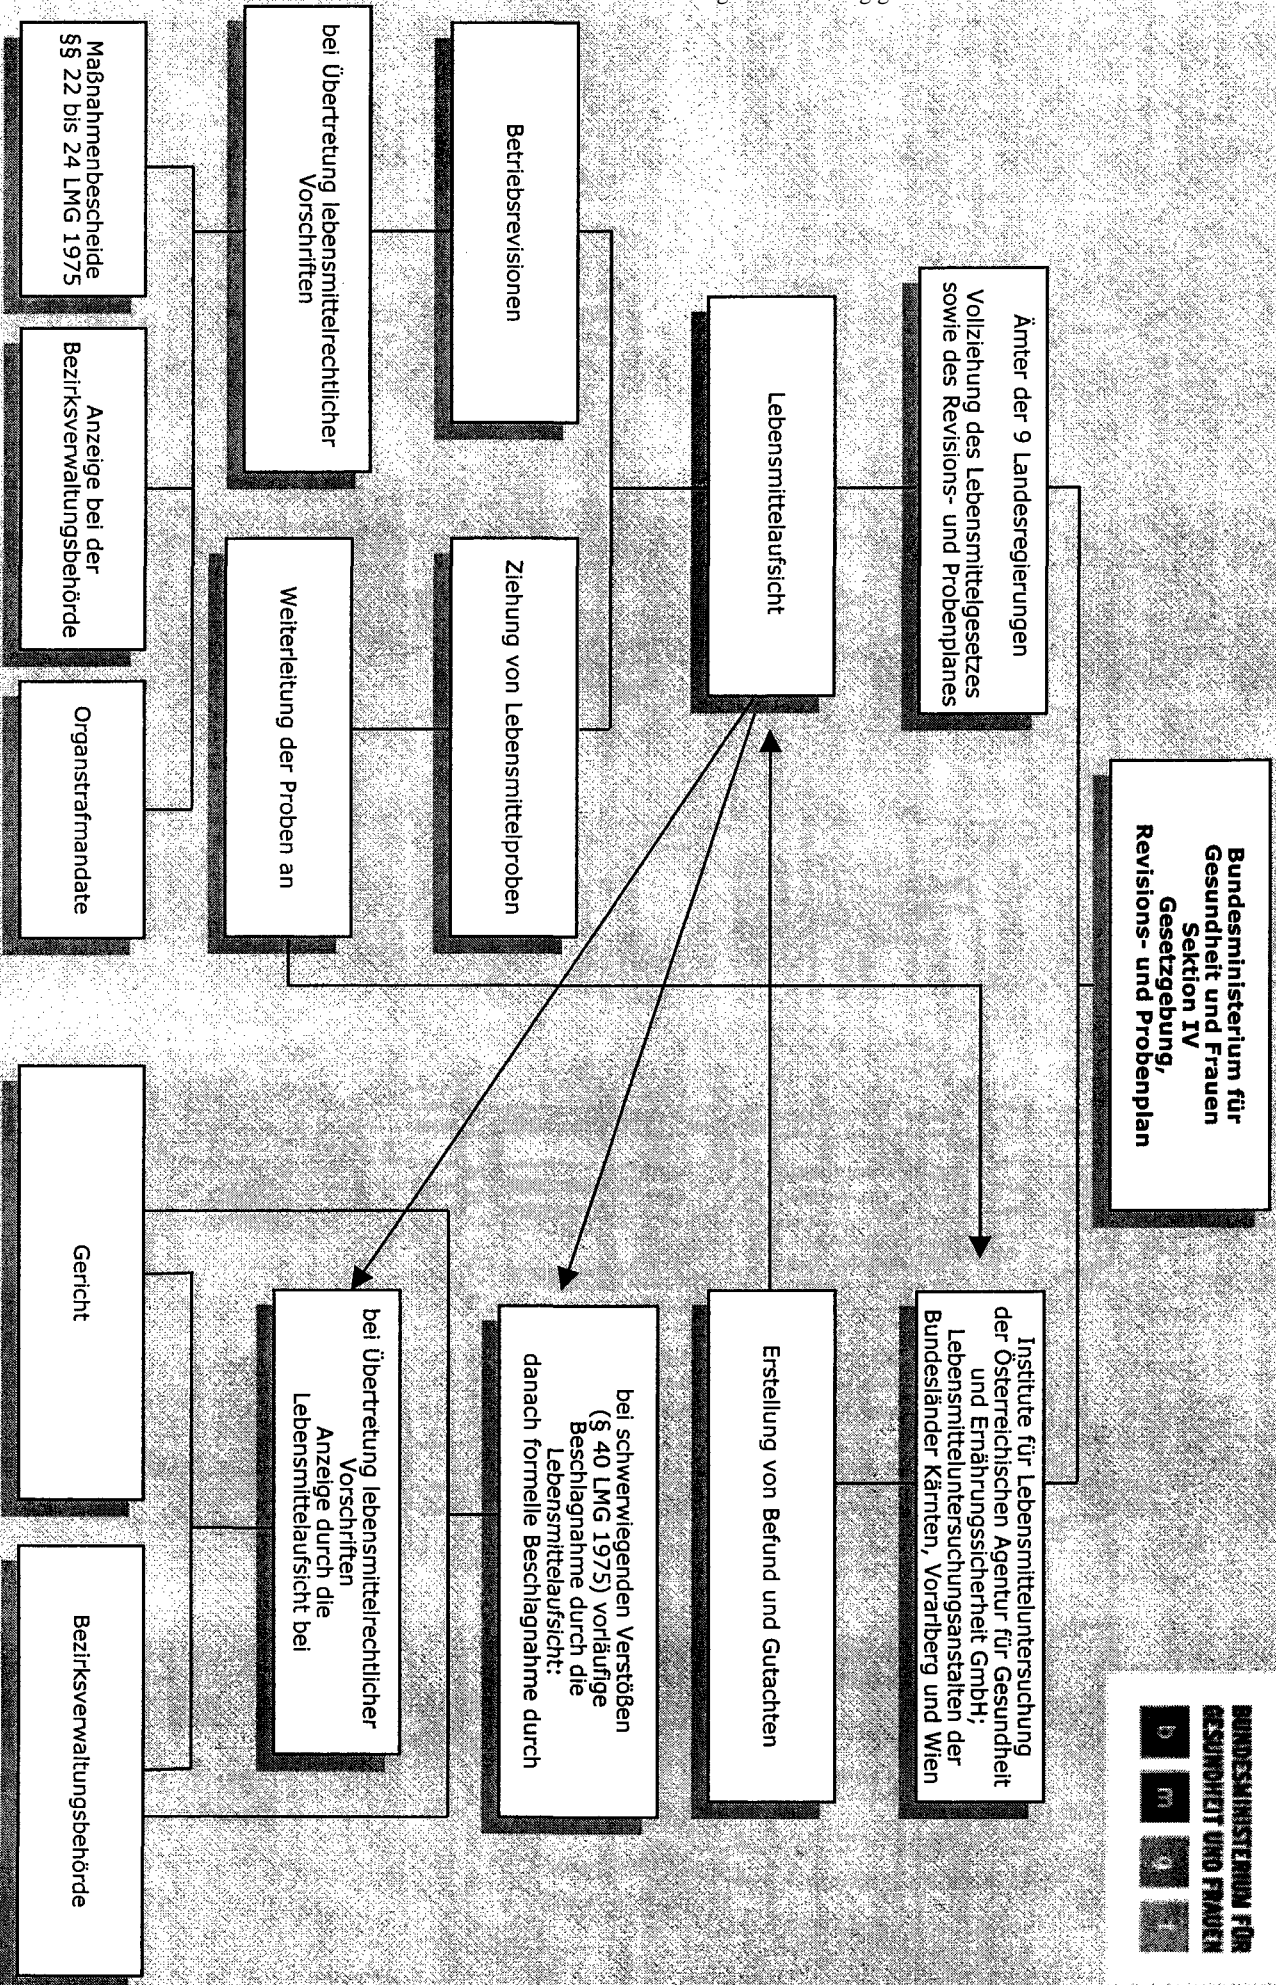 BUNDESMINISTERIUM FÜR
GESUNDHEIT UND FRAUEN
b m g f
Bundesministerium für
Gesundheit und Frauen
Sektion IV
Gesetzgebung,
Revisions- und Probenplan
Ämter der 9 Landesregierungen
Vollziehung des Lebensmittelgesetzes
sowie des Revisions- und Probenplanes
Institute für Lebensmitteluntersuchung
der Österreichischen Agentur für Gesundheit
und Ernährungssicherheit GmbH;
Lebensmitteluntersuchungsanstalten der
Bundesländer Kärnten, Vorarlberg und Wien
Lebensmittelaufsicht
Erstellung von Befund und Gutachten
Betriebsrevisionen
Ziehung von Lebensmittelproben
bei schwerwiegenden Verstößen
(§ 40 LMG 1975) vorläufige
Beschlagnahme durch die
Lebensmittelaufsicht:
danach formelle Beschlagnahme durch
bei Übertretung lebensmittelrechtlicher
Vorschriften
Weiterleitung der Proben an
bei Übertretung lebensmittelrechtlicher
Vorschriften
Anzeige durch die
Lebensmittelaufsicht bei
Maßnahmenbescheide
§§ 22 bis 24 LMG 1975
Anzeige bei der
Bezirksverwaltungsbehörde
Organstrafmandate
Gericht
Bezirksverwaltungsbehörde